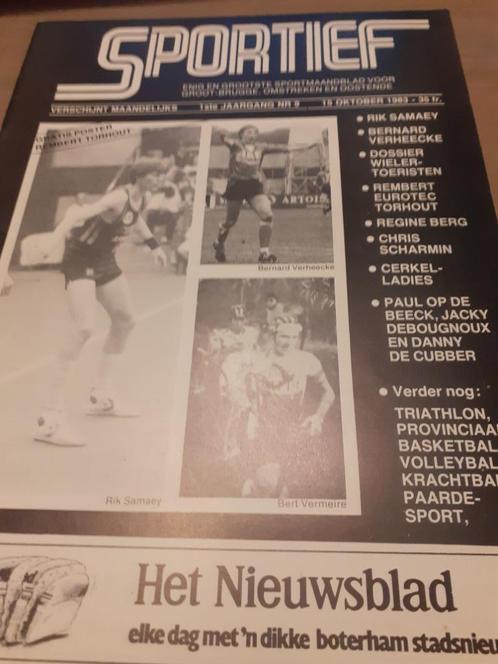 SPORTIEF
ENIG EN GROOTSTE SPORTMAANDBLAD VOOR
GROOT-BRUGGE, OMSTREKEN EN OOSTENDE
VERSCHIJNT MAANDELIJKS 1ste JAARGANG NR 9 15 OKTOBER 1983 - 35 fr.
GRATIS POSTER
REMBERT TORHOUT
ARTOIS
Bernard Verheecke
Rik Samaey
Bert Vermeire
• RIK SAMAEY
• BERNARD
VERHEECKE
• DOSSIER
WIELER-
TOERISTEN
• REMBERT
EUROTEC
TORHOUT
• REGINE BERG
• CHRIS
SCHARMIN
• CERKEL-
LADIES
• PAUL OP DE
BEECK, JACKY
DEBOUGNOUX
EN DANNY
DE CUBBER
• Verder nog:
TRIATHLON,
PROVINCIAA
BASKETBAL
VOLLEYBAL
KRACHTBA
PAARDE-
SPORT,
Het Nieuwsblad
elke dag met 'n dikke boterham stadsnieu